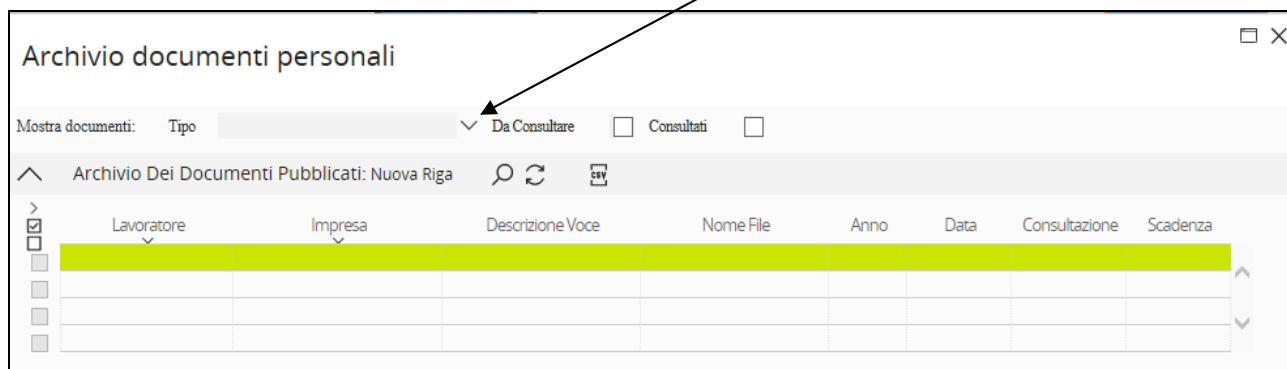 Archivio documenti personali
Mostra documenti: Tipo Da Consultare Consultati
Archivio Dei Documenti Pubblicati: Nuova Riga CSV
Lavoratore Impresa Descrizione Voce Nome File Anno Data Consultazione Scadenza